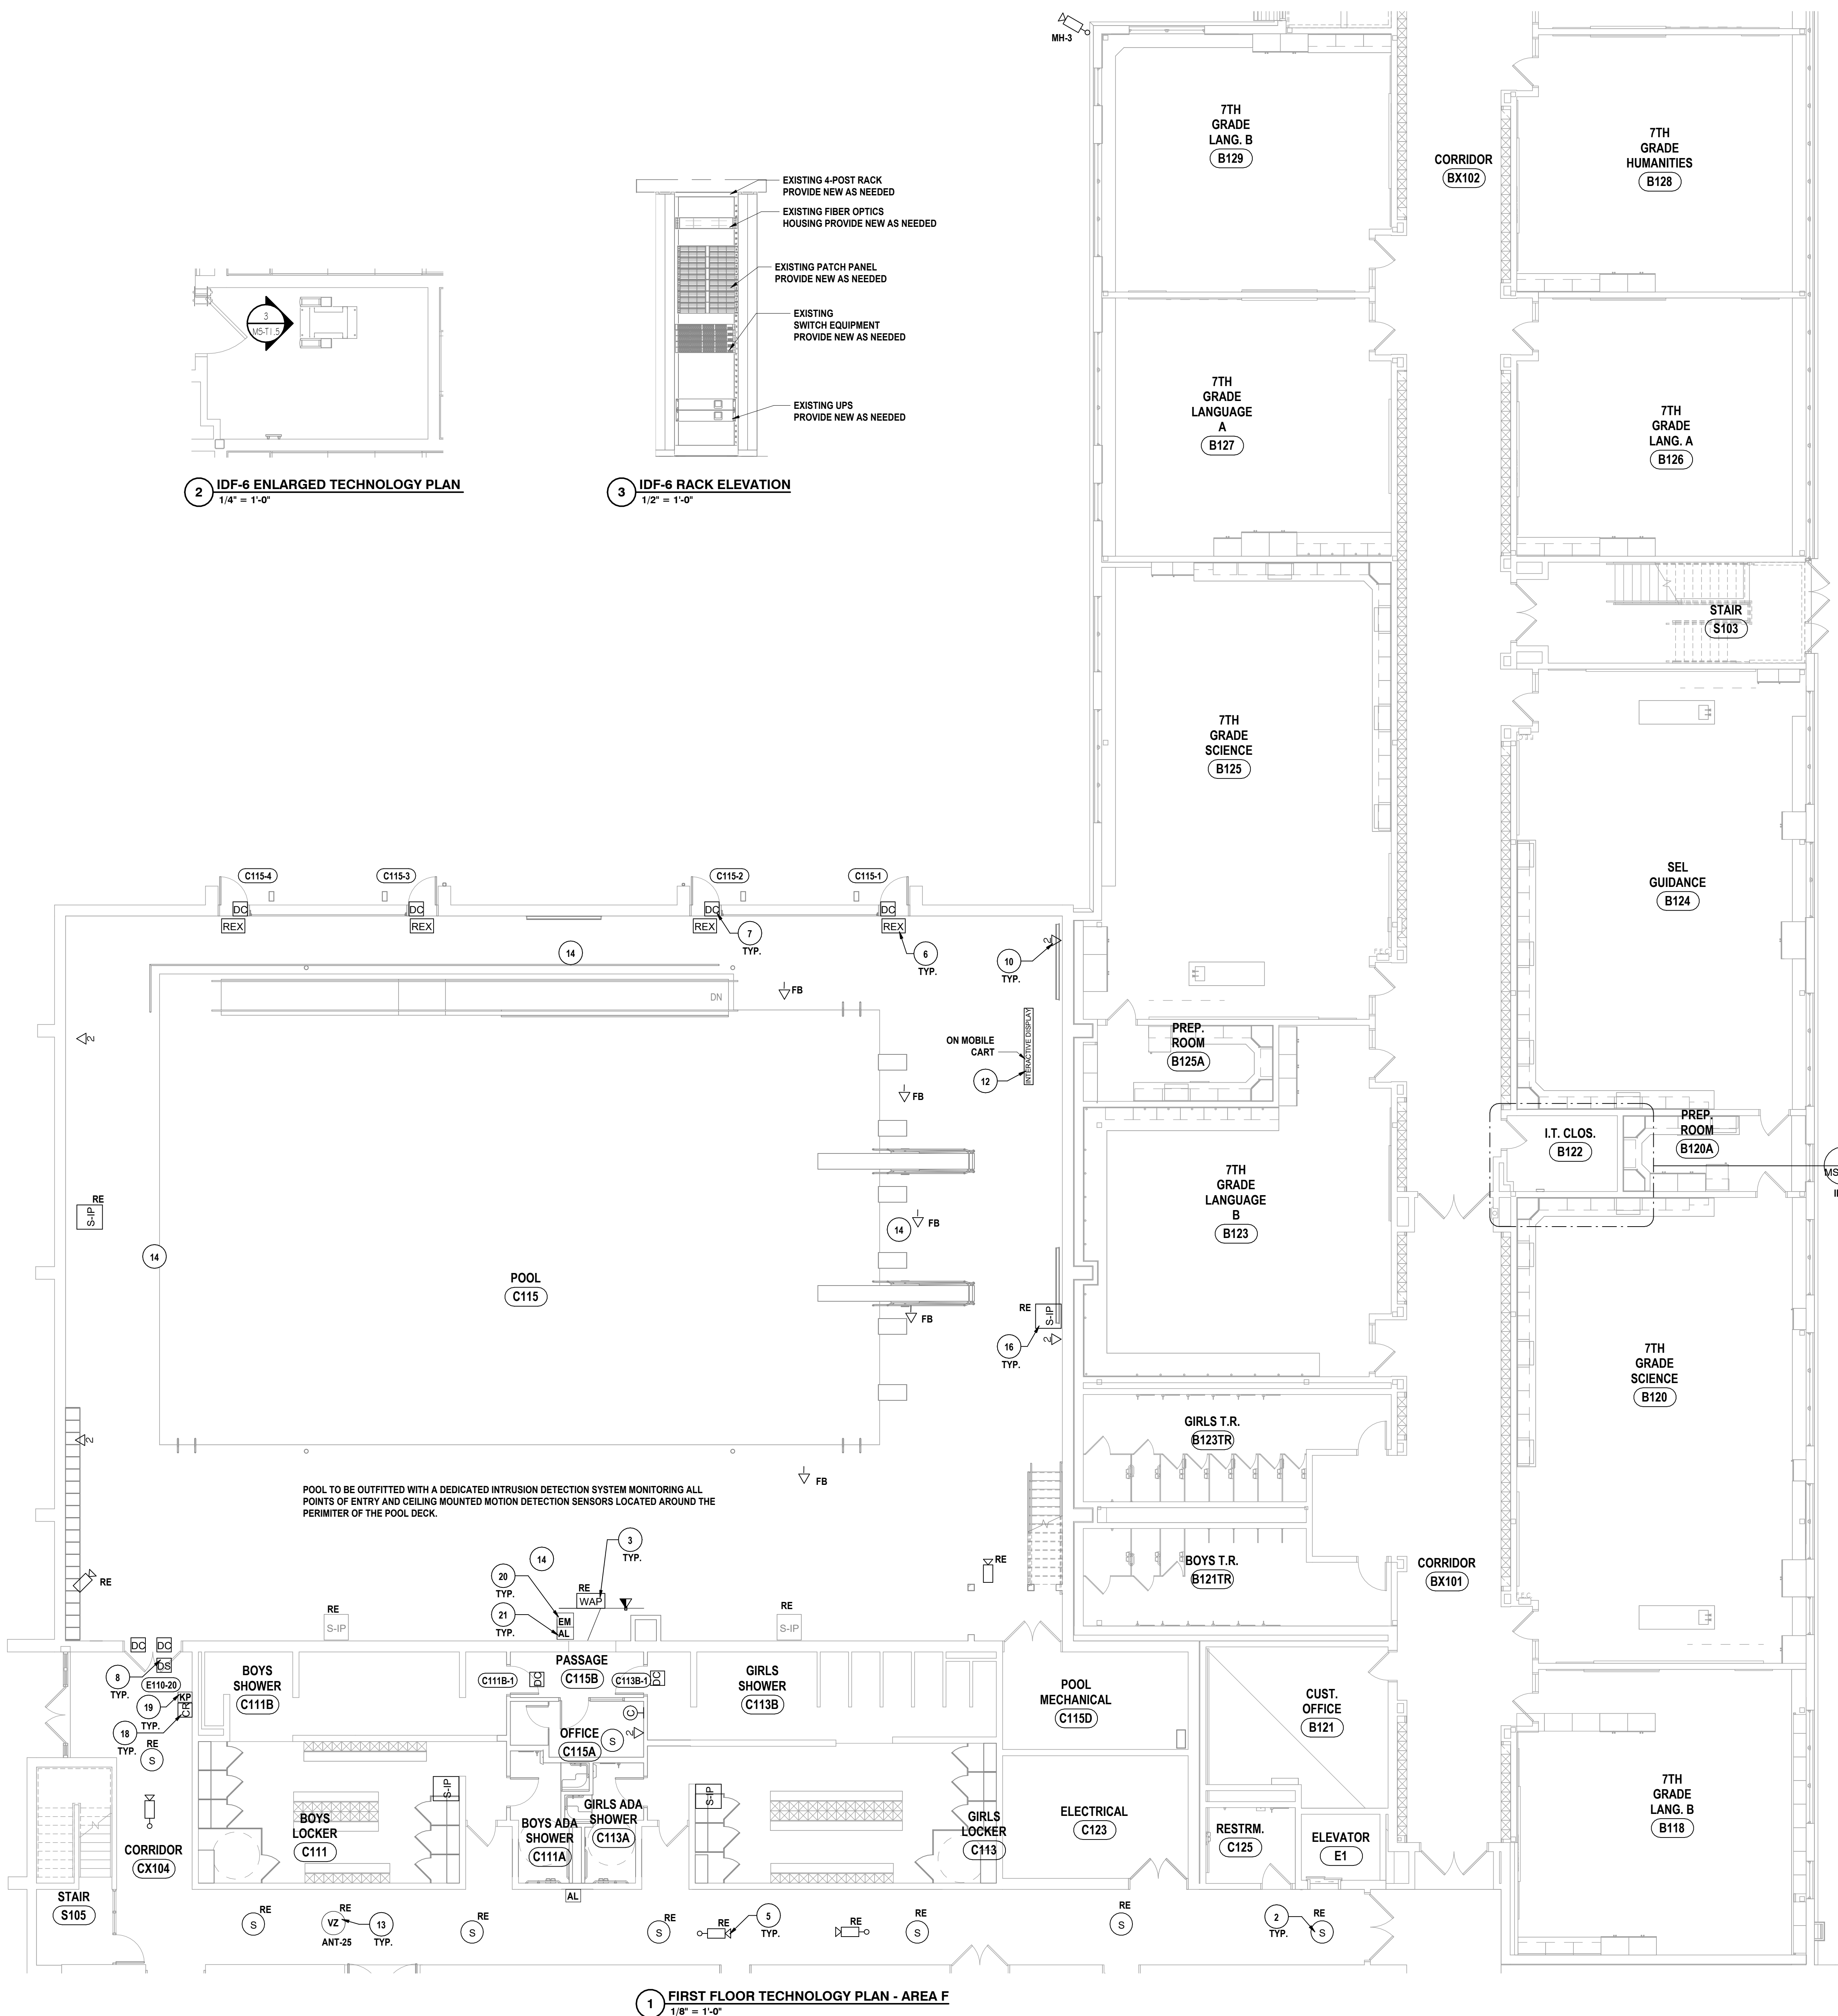 MH-3
7TH
GRADE
LANG. B
B129
CORRIDOR
BX102
7TH
GRADE
HUMANITIES
B128
EXISTING 4-POST RACK
PROVIDE NEW AS NEEDED
EXISTING FIBER OPTICS
HOUSING PROVIDE NEW AS NEEDED
EXISTING PATCH PANEL
PROVIDE NEW AS NEEDED
EXISTING
SWITCH EQUIPMENT
PROVIDE NEW AS NEEDED
EXISTING UPS
PROVIDE NEW AS NEEDED
3
M5-T1.5
2 IDF-6 ENLARGED TECHNOLOGY PLAN
1/4" = 1'-0"
3 IDF-6 RACK ELEVATION
1/2" = 1'-0"
7TH
GRADE
LANGUAGE
A
B127
7TH
GRADE
LANG. A
B126
STAIR
S103
7TH
GRADE
SCIENCE
B125
SEL
GUIDANCE
B124
C115-4
C115-3
C115-2
C115-1
DC
DC
DC
DC
REX
REX
REX
REX
7
TYP.
6
TYP.
14
2
10
TYP.
DN
FB
2
ON MOBILE
CART
12
INTERACTIVE DISPLAY
FB
PREP.
ROOM
B125A
I.T. CLOS.
B122
PREP.
ROOM
B120A
MS
RE
S-IP
14
14
FB
POOL
C115
7TH
GRADE
LANGUAGE
B
B123
RE
S-IP
FB
16
TYP.
2
7TH
GRADE
SCIENCE
B120
2
FB
GIRLS T.R.
B123TR
POOL TO BE OUTFITTED WITH A DEDICATED INTRUSION DETECTION SYSTEM MONITORING ALL
POINTS OF ENTRY AND CEILING MOUNTED MOTION DETECTION SENSORS LOCATED AROUND THE
PERIMITER OF THE POOL DECK.
3
TYP.
14
20
TYP.
RE
WAP
21
TYP.
EM
AL
RE
RE
BOYS T.R.
B121TR
CORRIDOR
BX101
RE
S-IP
RE
S-IP
DC
DC
DS
8
TYP.
E110-20
KP
CR
19
TYP.
18
TYP.
RE
S
BOYS
SHOWER
C111B
C111B-1
DC
PASSAGE
C115B
C113B-1
DC
GIRLS
SHOWER
C113B
POOL
MECHANICAL
C115D
CUST.
OFFICE
B121
C
OFFICE
C115A
S
2
S-IP
S-IP
BOYS
LOCKER
C111
BOYS ADA
SHOWER
C111A
GIRLS ADA
SHOWER
C113A
GIRLS
LOCKER
C113
ELECTRICAL
C123
RESTRM.
C125
ELEVATOR
E1
7TH
GRADE
LANG. B
B118
CORRIDOR
CX104
STAIR
S105
AL
RE
S
RE
VZ
ANT-25
13
TYP.
RE
S
RE
S
RE
5
TYP.
RE
RE
S
RE
S
2
TYP.
RE
S
1 FIRST FLOOR TECHNOLOGY PLAN - AREA F
1/8" = 1'-0"